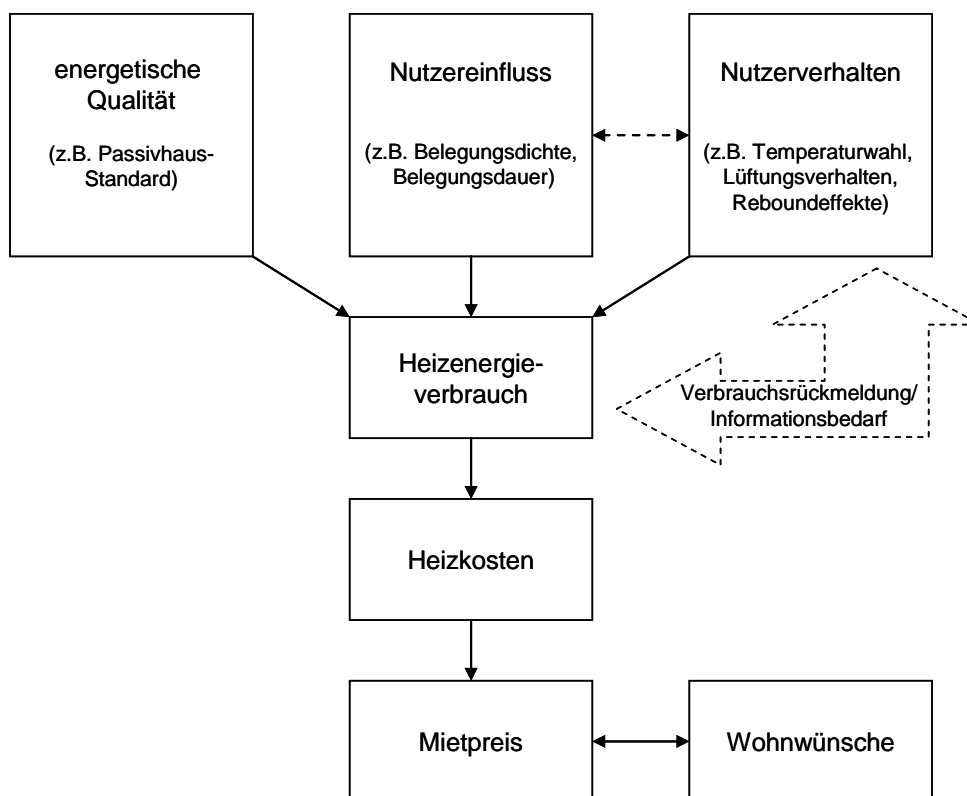 energetische
Qualität
(z.B. Passivhaus-
Standard)
Nutzereinfluss
(z.B. Belegungsdichte,
Belegungsdauer)
Nutzerverhalten
(z.B. Temperaturwahl,
Lüftungsverhalten,
Reboundeffekte)
Heizenergie-
verbrauch
Verbrauchsrückmeldung/
Informationsbedarf
Heizkosten
Mietpreis
Wohnwünsche